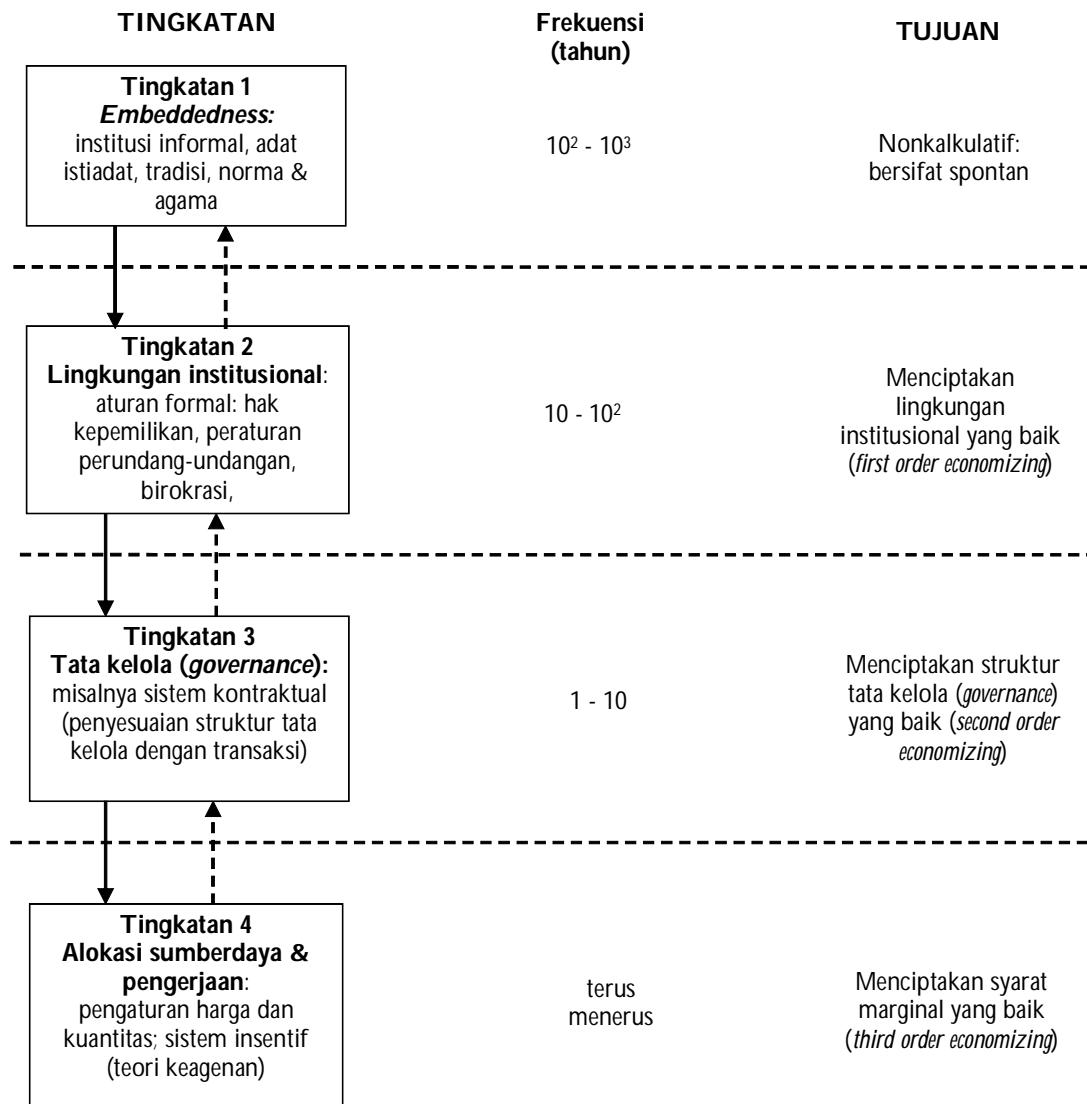 TINGKATAN
Frekuensi
(tahun)
TUJUAN
Tingkatan 1
Embeddedness:
institusi informal, adat
istiadat, tradisi, norma &
agama
10² - 10³
Nonkalkulatif:
bersifat spontan
Tingkatan 2
Lingkungan institusional:
aturan formal: hak
kepemilikan, peraturan
perundang-undangan,
birokrasi,
10 - 10²
Menciptakan
lingkungan
institusional yang baik
(first order economizing)
Tingkatan 3
Tata kelola (governance):
misalnya sistem kontraktual
(penyesuaian struktur tata
kelola dengan transaksi)
1 - 10
Menciptakan struktur
tata kelola (governance)
yang baik (second order
economizing)
Tingkatan 4
Alokasi sumberdaya &
pengerjaan:
pengaturan harga dan
kuantitas; sistem insentif
(teori keagenan)
terus
menerus
Menciptakan syarat
marginal yang baik
(third order economizing)